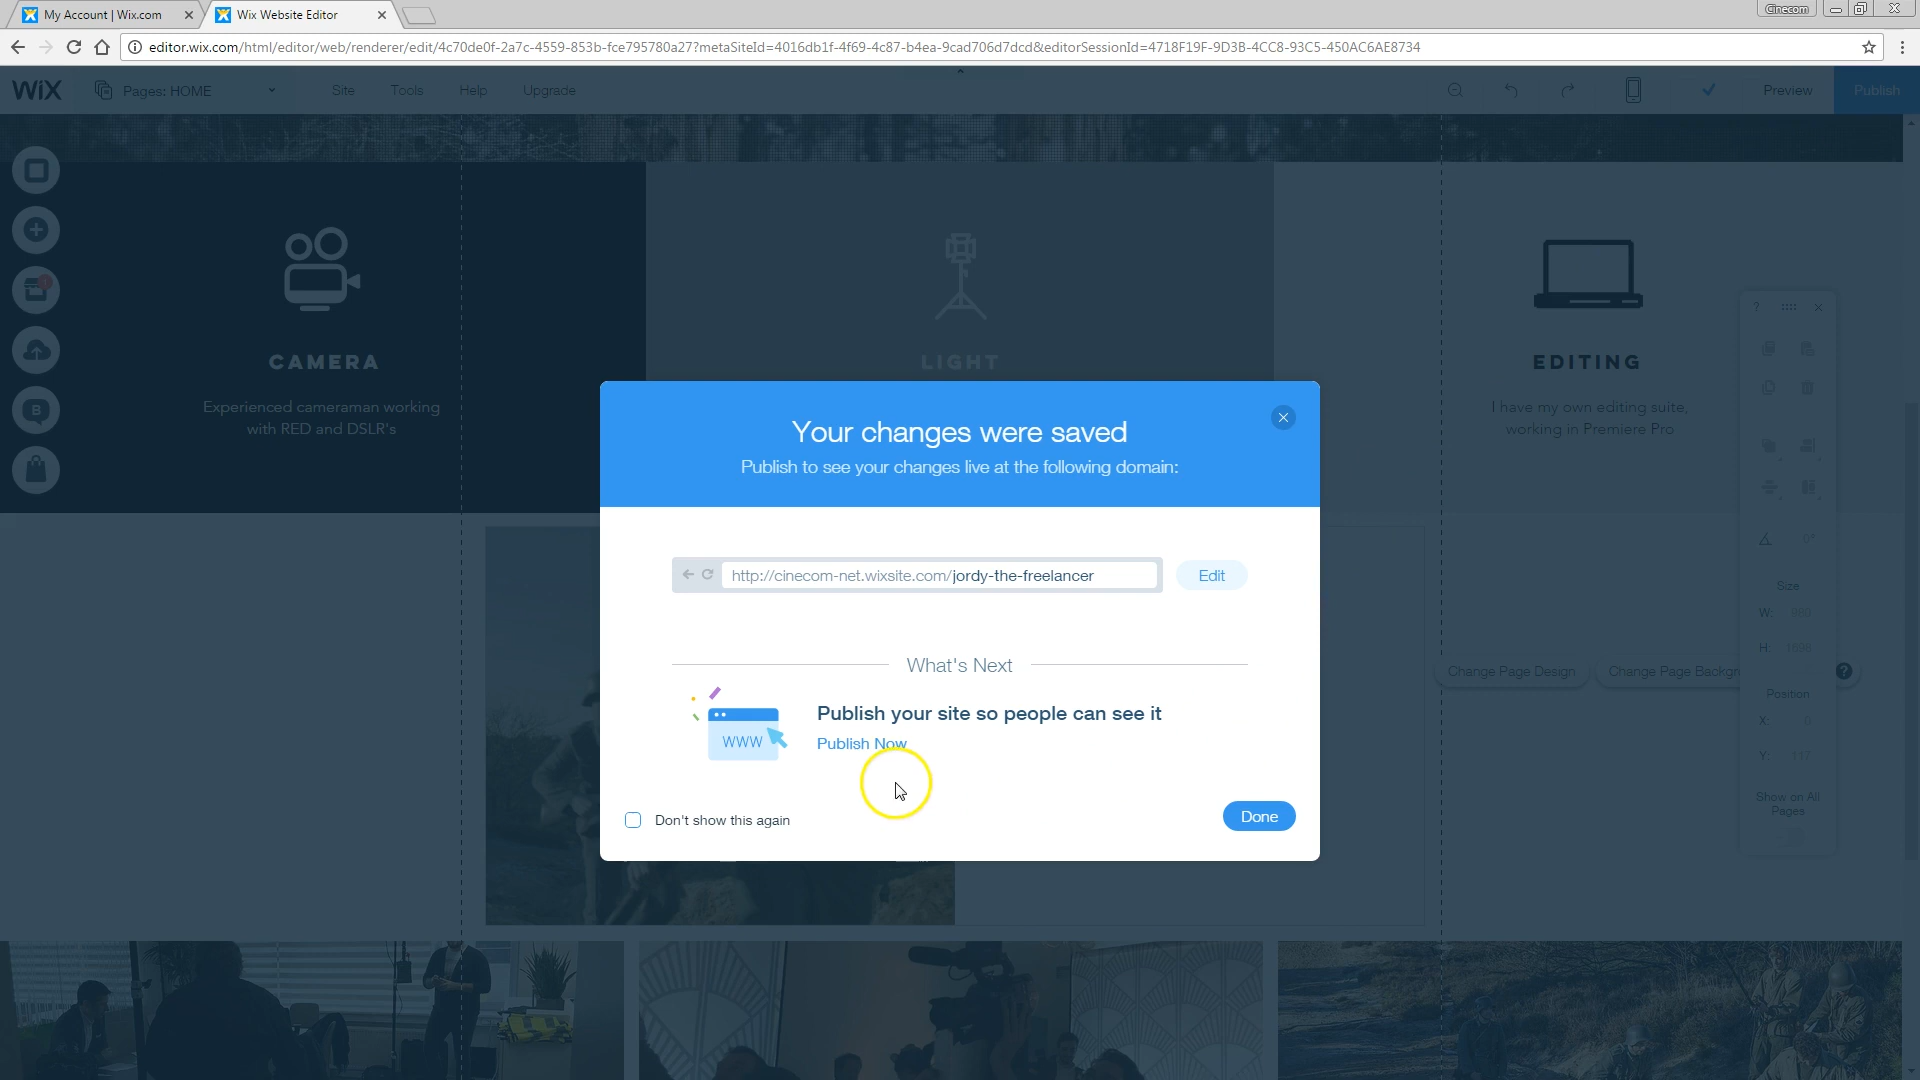 My Account | Wix.com
Wix Website Editor
Cinecom
editor.wix.com/html/editor/web/renderer/edit/4c70de0f-2a7c-4559-853b-fce795780a27?metaSiteId=4016db1f-4f69-4c87-b4ea-9cad706d7dcd&editorSessionId=4718F19F-9D3B-4CC8-93C5-450AC6AE8734
WiX
Pages: HOME
Site
Tools
Help
Upgrade
Preview
Publish
CAMERA
Experienced cameraman working
with RED and DSLR's
LIGHT
EDITING
I have my own editing suite,
working in Premiere Pro
Your changes were saved
Publish to see your changes live at the following domain:
http://cinecom-net.wixsite.com/jordy-the-freelancer
Edit
What's Next
WWW
Publish your site so people can see it
Publish Now
Don't show this again
Done
?
0°
Size
W:
H:
Change Page Design
Change Page Backgr
?
Position
X: 0
Y: 117
Show on All
Pages
B